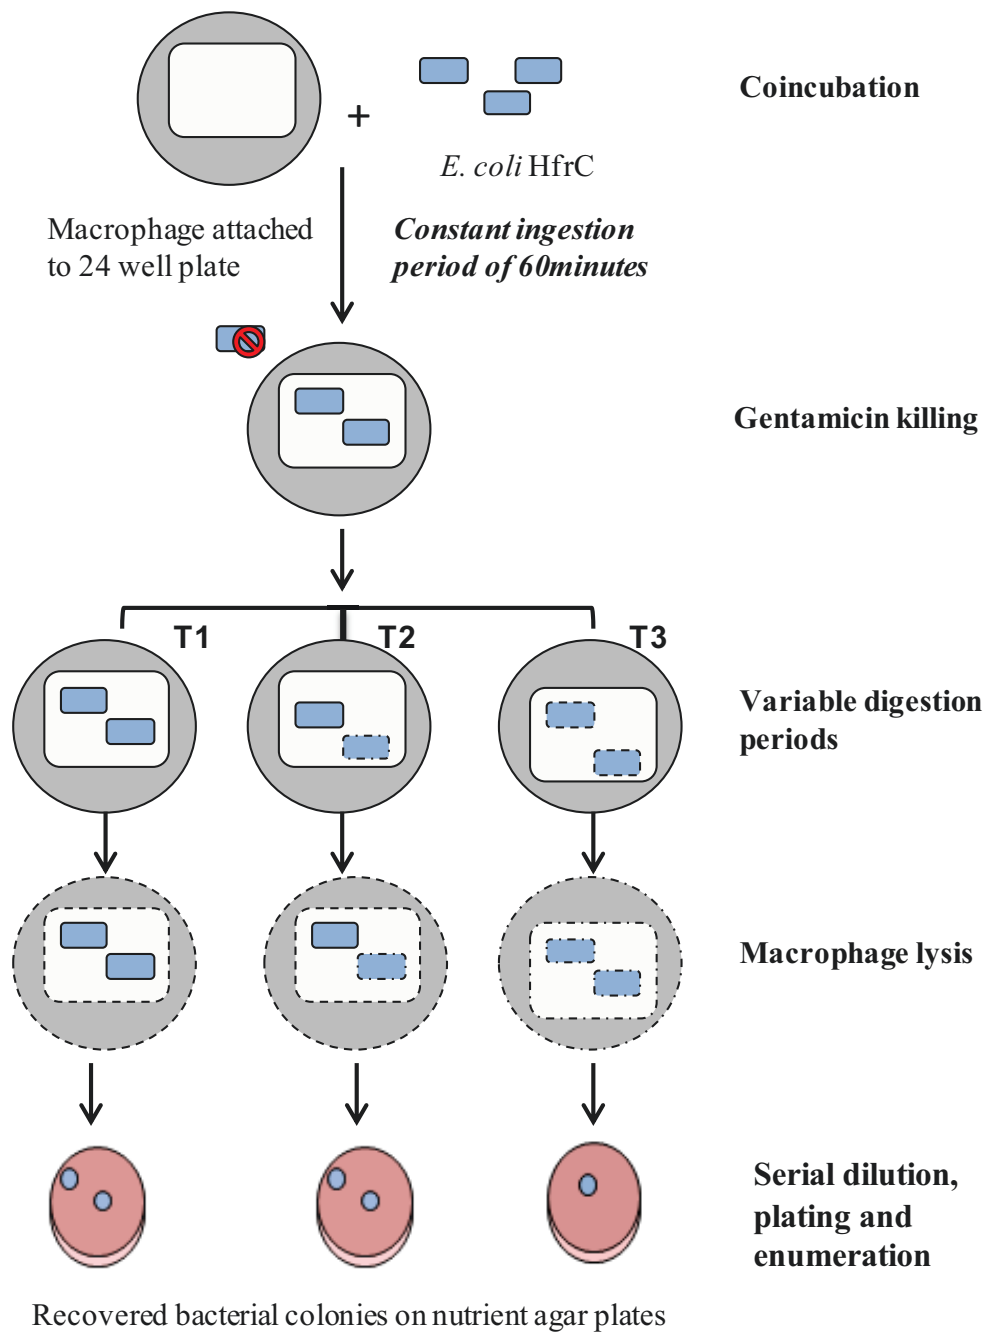 Coincubation
+
E. coli HfrC
Macrophage attached
to 24 well plate
Constant ingestion
period of 60minutes
Gentamicin killing
T1
T2
T3
Variable digestion
periods
Macrophage lysis
Serial dilution,
plating and
enumeration
Recovered bacterial colonies on nutrient agar plates